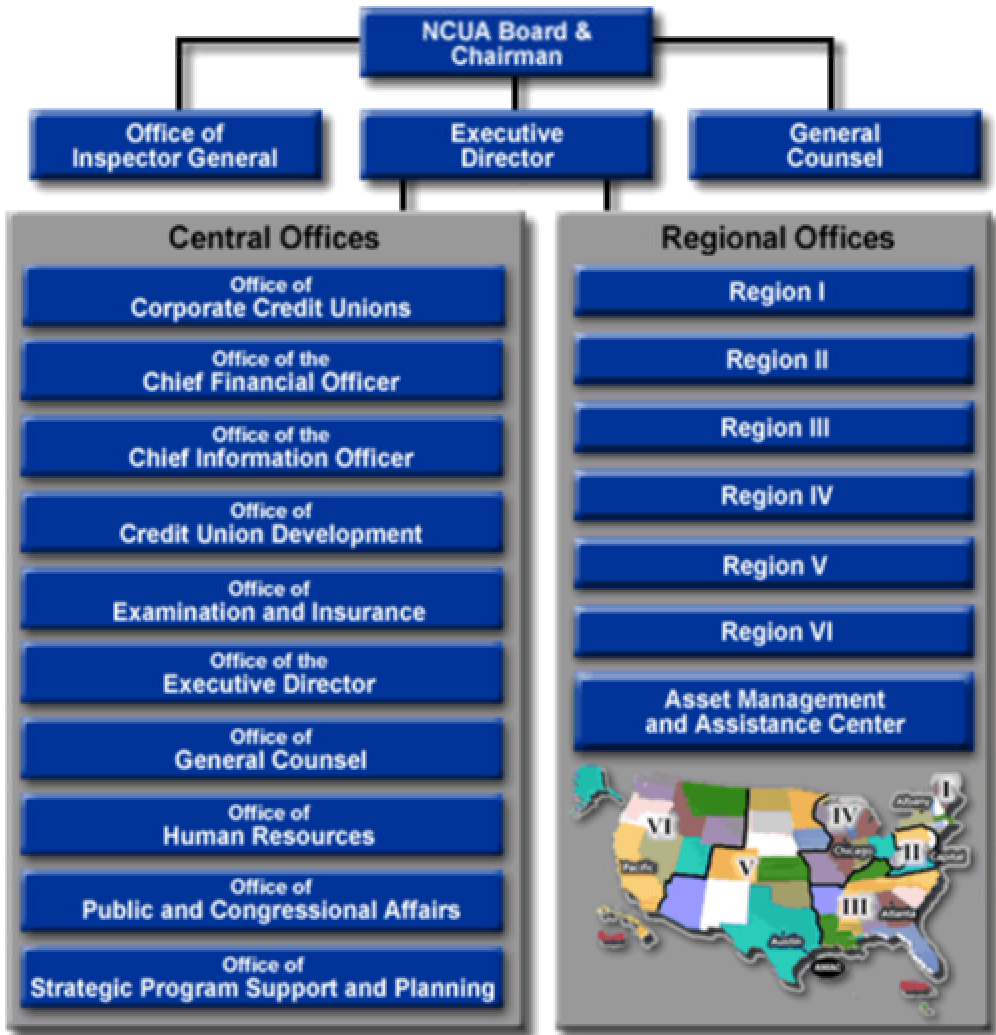 NCUA Board &
Chairman
Office of
Inspector General
Executive
Director
General
Counsel
Central Offices
Office of
Corporate Credit Unions
Office of the
Chief Financial Officer
Office of the
Chief Information Officer
Office of
Credit Union Development
Office of
Examination and Insurance
Office of the
Executive Director
Office of
General Counsel
Office of
Human Resources
Office of
Public and Congressional Affairs
Office of
Strategic Program Support and Planning
Regional Offices
Region I
Region II
Region III
Region IV
Region V
Region VI
Asset Management
and Assistance Center
I
Albany
IV
VI
Chicago
II
Capital
Pacific
V
III
Atlanta
Austin